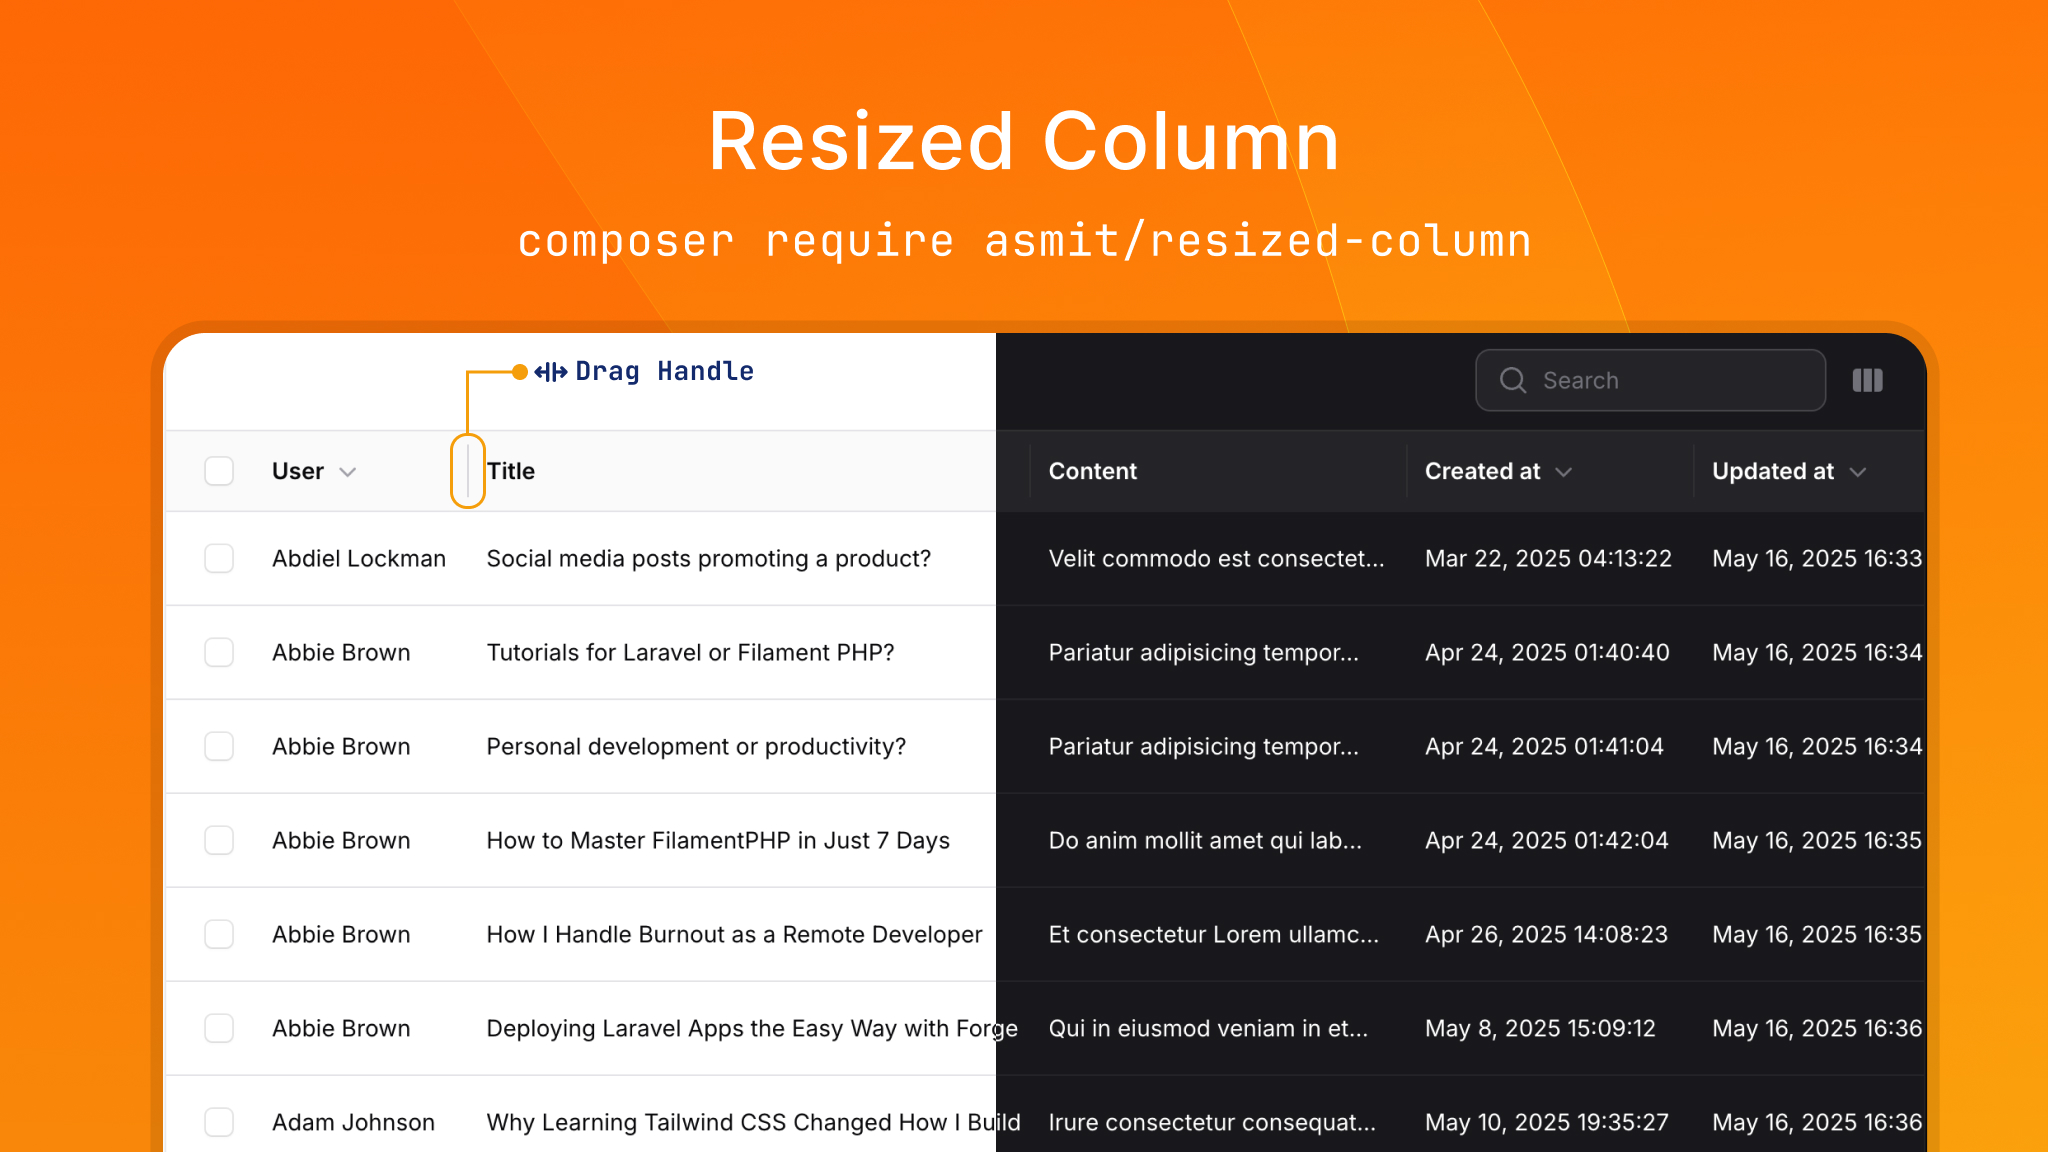 Resized Column
composer require asmit/resized-column
Drag Handle
Search
User Title Content Created at Updated at
Abdiel Lockman Social media posts promoting a product? Velit commodo est consectet... Mar 22, 2025 04:13:22 May 16, 2025 16:33
Abbie Brown Tutorials for Laravel or Filament PHP? Pariatur adipisicing tempor... Apr 24, 2025 01:40:40 May 16, 2025 16:34
Abbie Brown Personal development or productivity? Pariatur adipisicing tempor... Apr 24, 2025 01:41:04 May 16, 2025 16:34
Abbie Brown How to Master FilamentPHP in Just 7 Days Do anim mollit amet qui lab... Apr 24, 2025 01:42:04 May 16, 2025 16:35
Abbie Brown How I Handle Burnout as a Remote Developer Et consectetur Lorem ullamc... Apr 26, 2025 14:08:23 May 16, 2025 16:35
Abbie Brown Deploying Laravel Apps the Easy Way with Forge Qui in eiusmod veniam in et... May 8, 2025 15:09:12 May 16, 2025 16:36
Adam Johnson Why Learning Tailwind CSS Changed How I Build Irure consectetur consequat... May 10, 2025 19:35:27 May 16, 2025 16:36